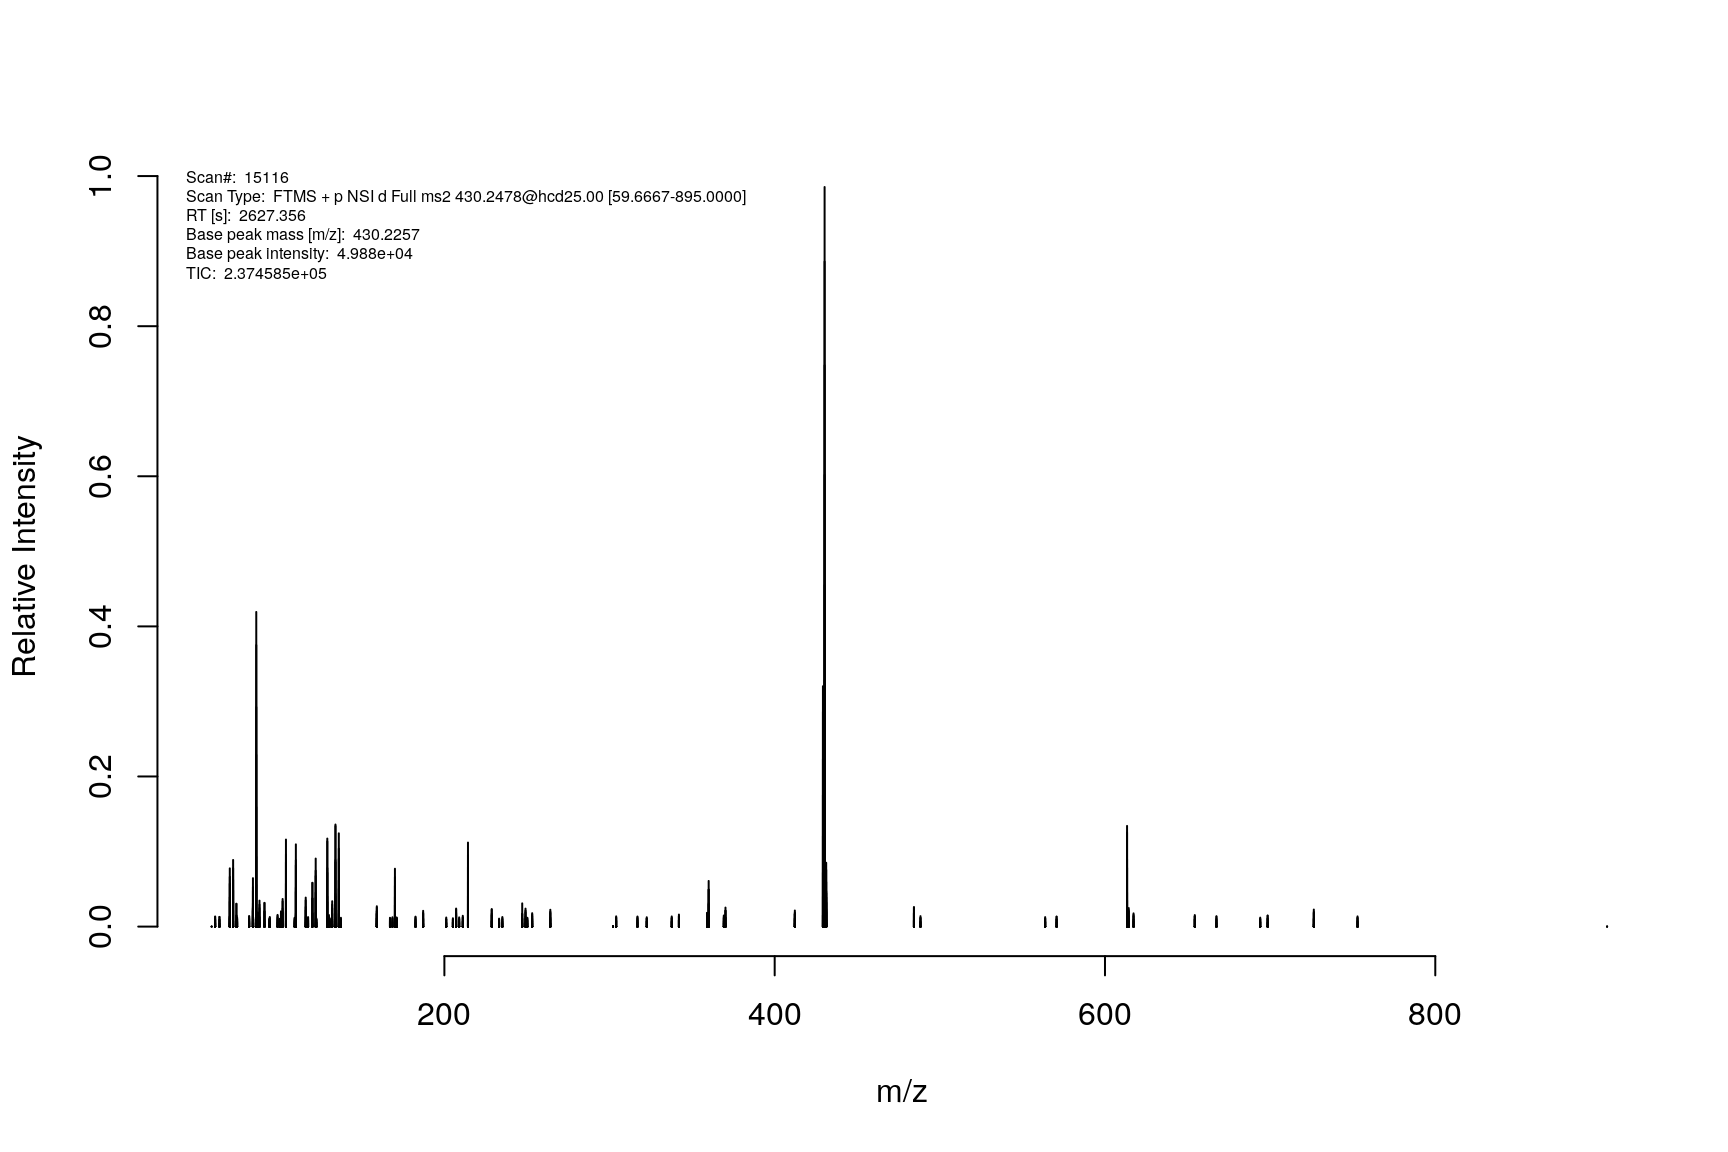 Scan#: 15116
Scan Type: FTMS + p NSI d Full ms2 430.2478@hcd25.00 [59.6667-895.0000]
RT [s]: 2627.356
Base peak mass [m/z]: 430.2257
Base peak intensity: 4.988e+04
TIC: 2.374585e+05
1.0
0.8
0.6
0.4
0.2
0.0
Relative Intensity
200 400 600 800
m/z